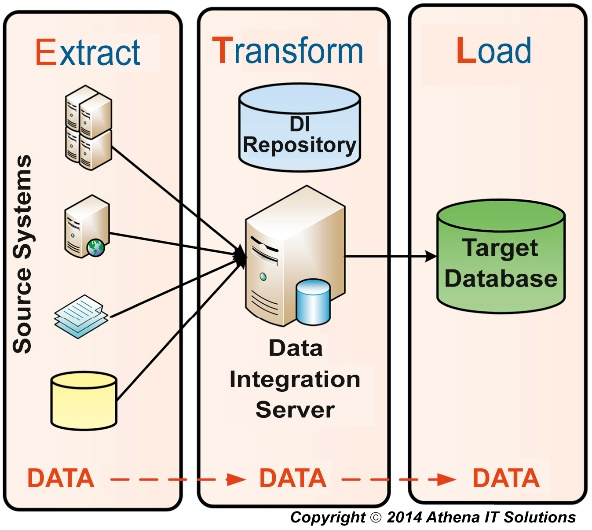 Extract
Transform
Load
Source Systems
DI
Repository
Target
Database
Data
Integration
Server
DATA
DATA
DATA
Copyright © 2014 Athena IT Solutions